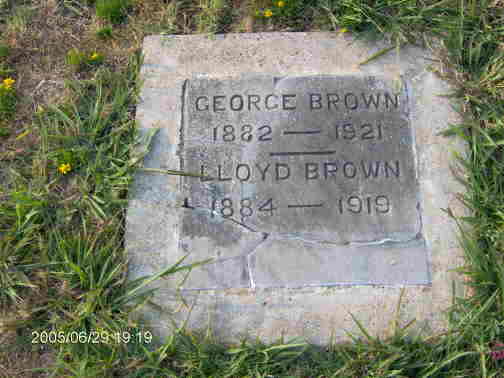 GEORGE BROWN
1882 — 1921
LLOYD BROWN
1884 — 1919
2005/06/29 19:19